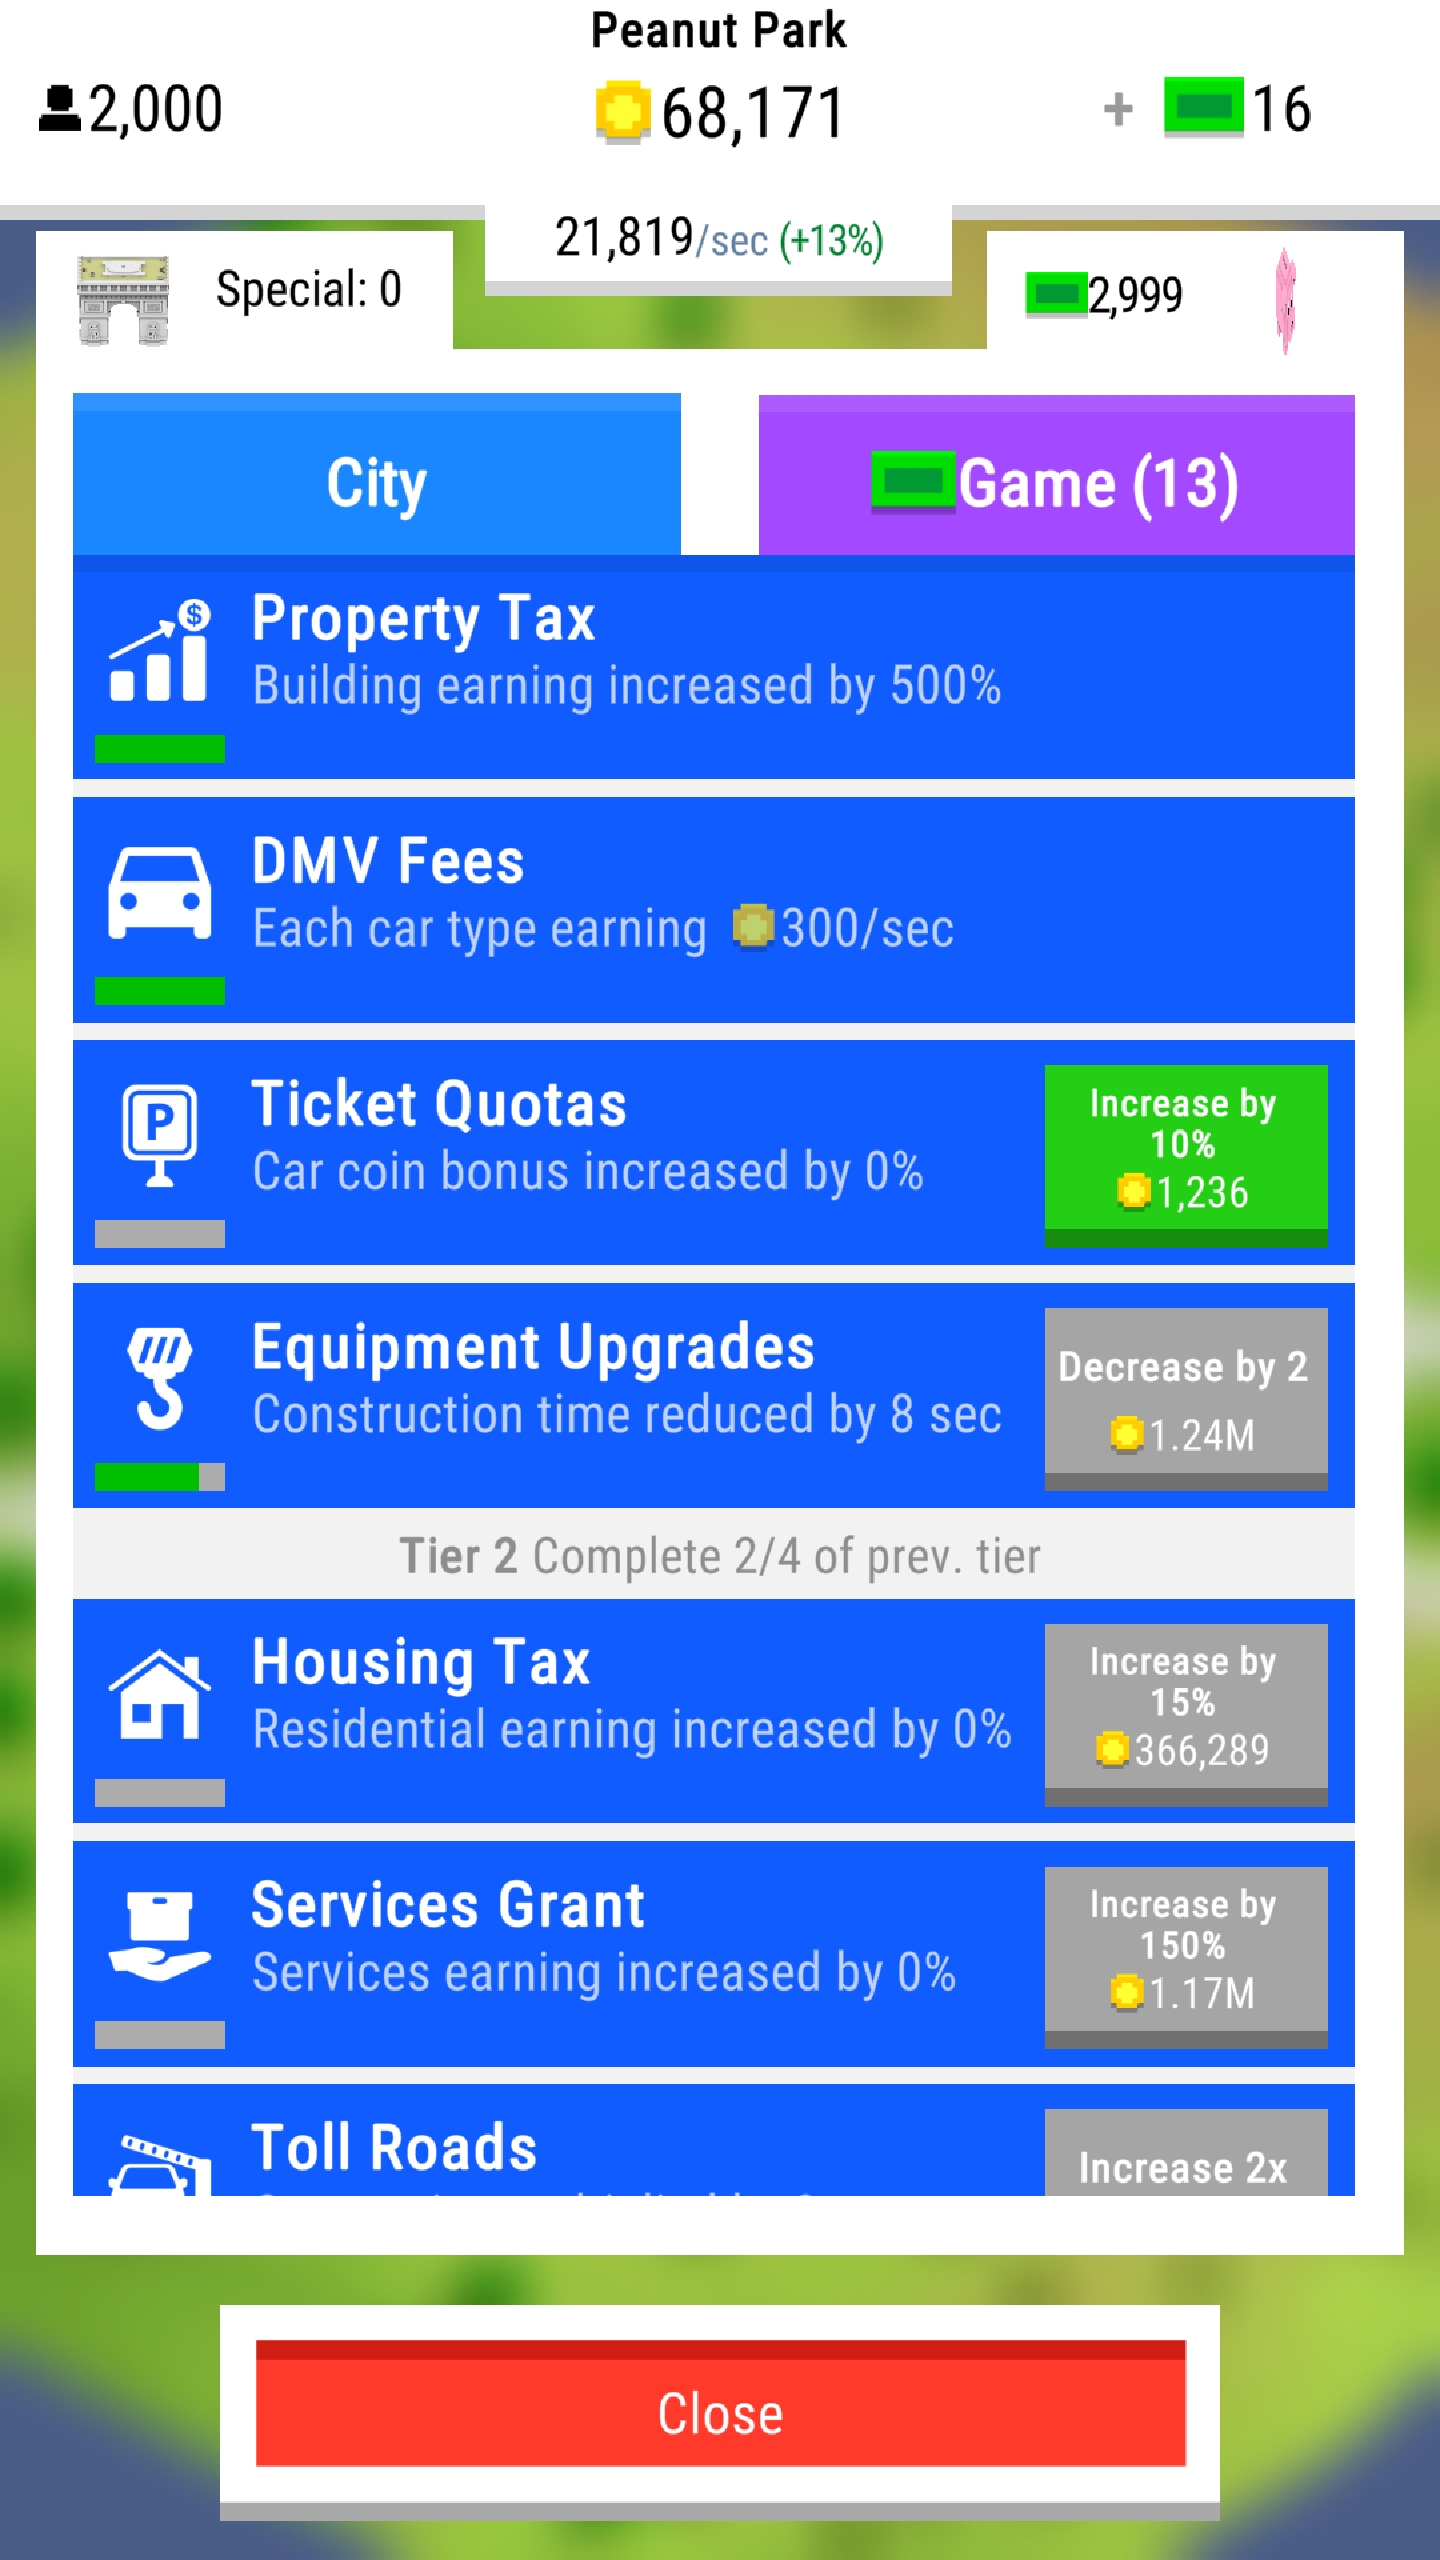 Peanut Park
2,000
68,171
+ 16
21,819/sec (+13%)
Special: 0
2,999
City
Game (13)
Property Tax
Building earning increased by 500%
DMV Fees
Each car type earning 300/sec
Ticket Quotas
Car coin bonus increased by 0%
Increase by
10%
1,236
Equipment Upgrades
Construction time reduced by 8 sec
Decrease by 2
1.24M
Tier 2 Complete 2/4 of prev. tier
Housing Tax
Residential earning increased by 0%
Increase by
15%
366,289
Services Grant
Services earning increased by 0%
Increase by
150%
1.17M
Toll Roads
Increase 2x
Close